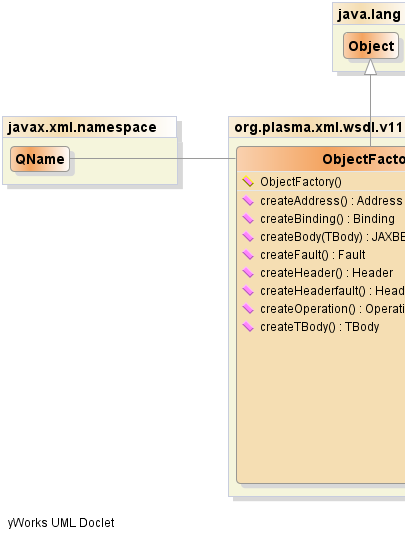 java.lang
Object
javax.xml.namespace
org.plasma.xml.wsdl.v11
QName
ObjectFacto
ObjectFactory()
createAddress() : Address
createBinding() : Binding
createBody(TBody) : JAXBE
createFault() : Fault
createHeader() : Header
createHeaderfault() : Head
createOperation() : Operati
createTBody() : TBody
yWorks UML Doclet